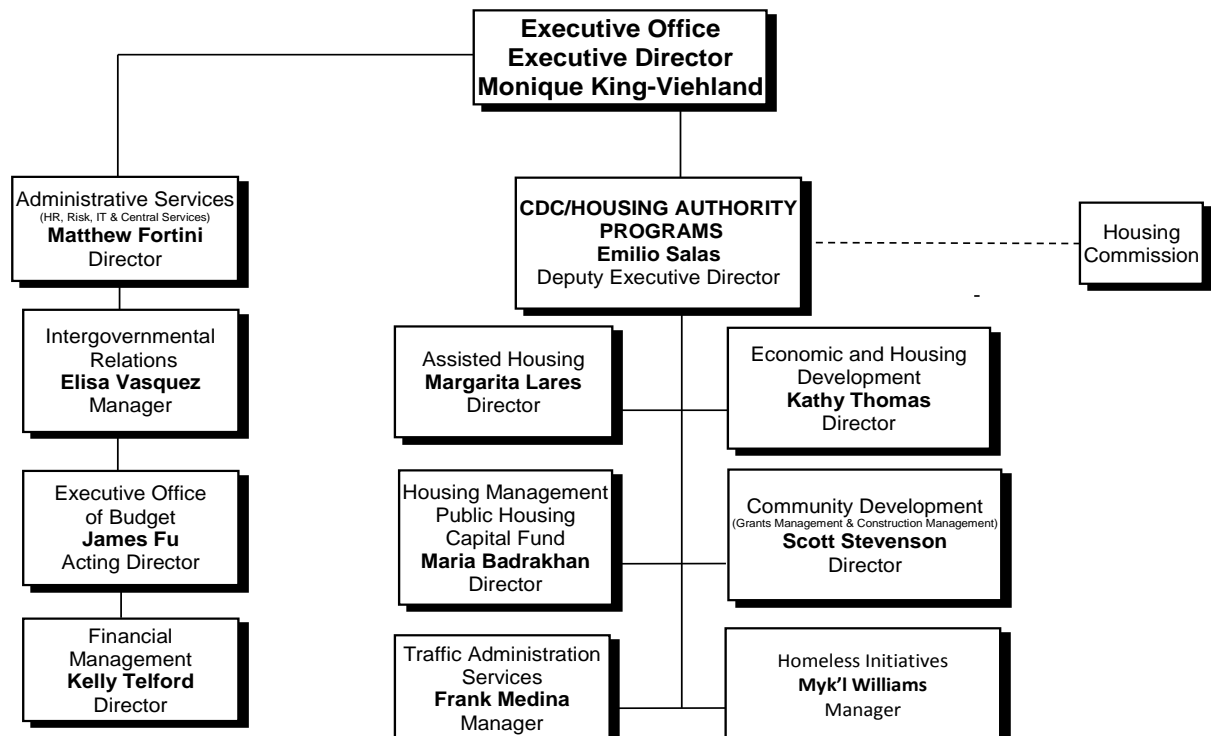 Executive Office
Executive Director
Monique King-Viehland
Administrative Services
(HR, Risk, IT & Central Services)
Matthew Fortini
Director
CDC/HOUSING AUTHORITY
PROGRAMS
Emilio Salas
Deputy Executive Director
Housing
Commission
-
Intergovernmental
Relations
Elisa Vasquez
Manager
Assisted Housing
Margarita Lares
Director
Economic and Housing
Development
Kathy Thomas
Director
Executive Office
of Budget
James Fu
Acting Director
Housing Management
Public Housing
Capital Fund
Maria Badrakhan
Director
Community Development
(Grants Management & Construction Management)
Scott Stevenson
Director
Financial
Management
Kelly Telford
Director
Traffic Administration
Services
Frank Medina
Manager
Homeless Initiatives
Myk’l Williams
Manager